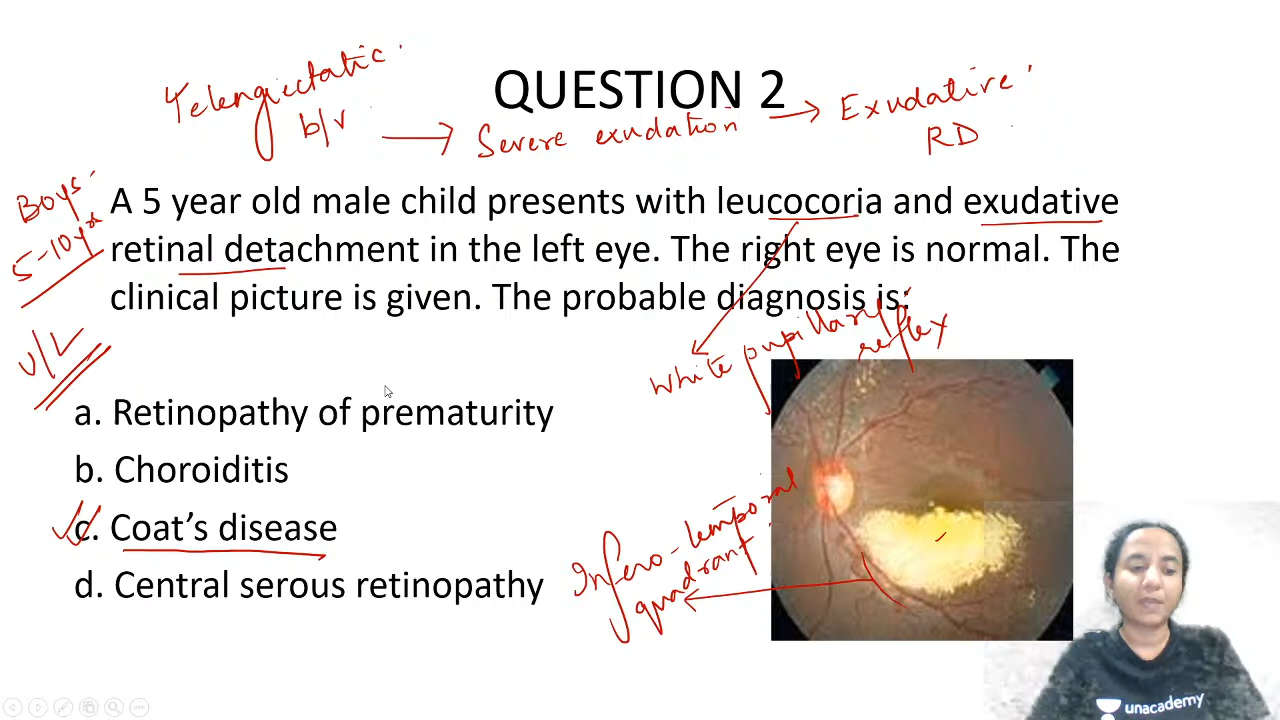 Telengiectatic
b/v
QUESTION 2
Severe exudation
Exudative
RD
Boys
5-10yr
U/L
A 5 year old male child presents with leucocoria and exudative
retinal detachment in the left eye. The right eye is normal. The
clinical picture is given. The probable diagnosis is:
White pupillary
reflex
a. Retinopathy of prematurity
b. Choroiditis
c. Coat’s disease
d. Central serous retinopathy
Infero-temporal
quadrant
unacademy